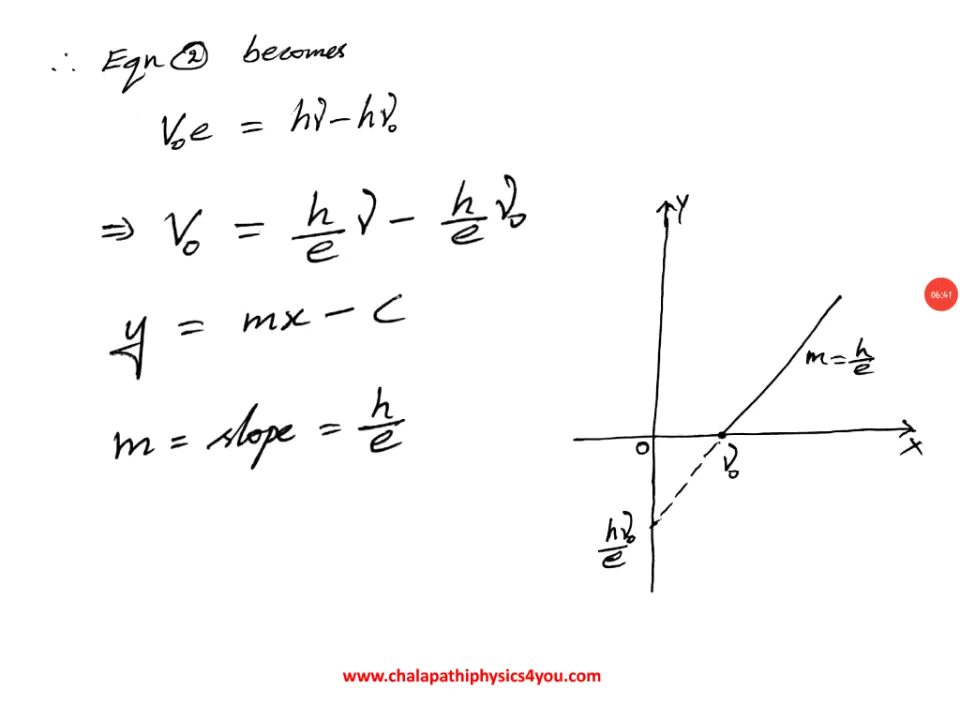 ∴ Eqn ② becomes
V₀e = hν − hν₀
⇒ V₀ = h/e ν − h/e ν₀
y = mx − c
m = slope = h/e
Y
06:41
m = h/e
O
ν₀
X
hν₀/e
www.chalapathiphysics4you.com